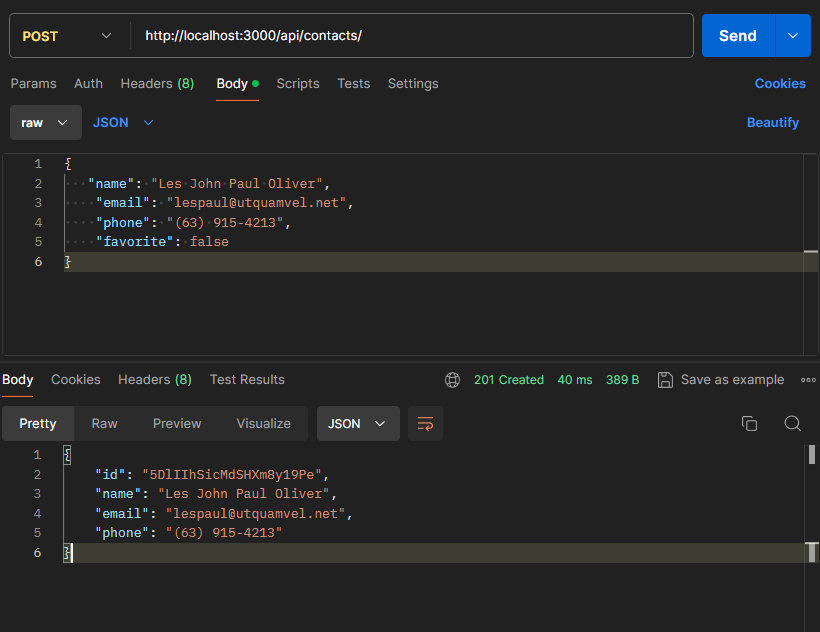 POST http://localhost:3000/api/contacts/ Send
Params Auth Headers (8) Body Scripts Tests Settings Cookies
raw JSON Beautify
1 {
2 "name": "Les John Paul Oliver",
3 "email": "lespaul@utquamvel.net",
4 "phone": "(63) 915-4213",
5 "favorite": false
6 }
Body Cookies Headers (8) Test Results 201 Created 40 ms 389 B Save as example
Pretty Raw Preview Visualize JSON
1 {
2 "id": "5DlIIhSicMdSHXm8y19Pe",
3 "name": "Les John Paul Oliver",
4 "email": "lespaul@utquamvel.net",
5 "phone": "(63) 915-4213"
6 }